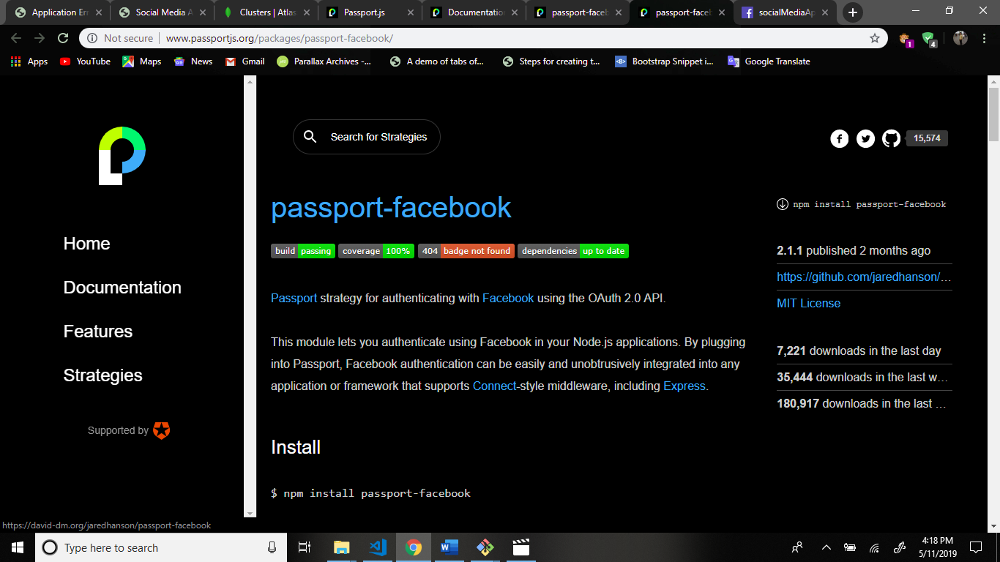 Application Err
Social Media A
Clusters | Atlas
Passport.js
Documentation
passport-faceb
passport-faceb
socialMediaAp
Not secure
www.passportjs.org/packages/passport-facebook/
1
4
Apps
YouTube
Maps
News
Gmail
Parallax Archives -...
A demo of tabs of...
Steps for creating t...
Bootstrap Snippet i...
Google Translate
Search for Strategies
15,574
passport-facebook
npm install passport-facebook
build passing
coverage 100%
404 badge not found
dependencies up to date
2.1.1 published 2 months ago
https://github.com/jaredhanson/...
MIT License
Home
Documentation
Features
Strategies
Supported by
Passport strategy for authenticating with Facebook using the OAuth 2.0 API.
This module lets you authenticate using Facebook in your Node.js applications. By plugging
into Passport, Facebook authentication can be easily and unobtrusively integrated into any
application or framework that supports Connect-style middleware, including Express.
7,221 downloads in the last day
35,444 downloads in the last w...
180,917 downloads in the last ...
Install
$ npm install passport-facebook
https://david-dm.org/jaredhanson/passport-facebook
Type here to search
4:18 PM
5/11/2019